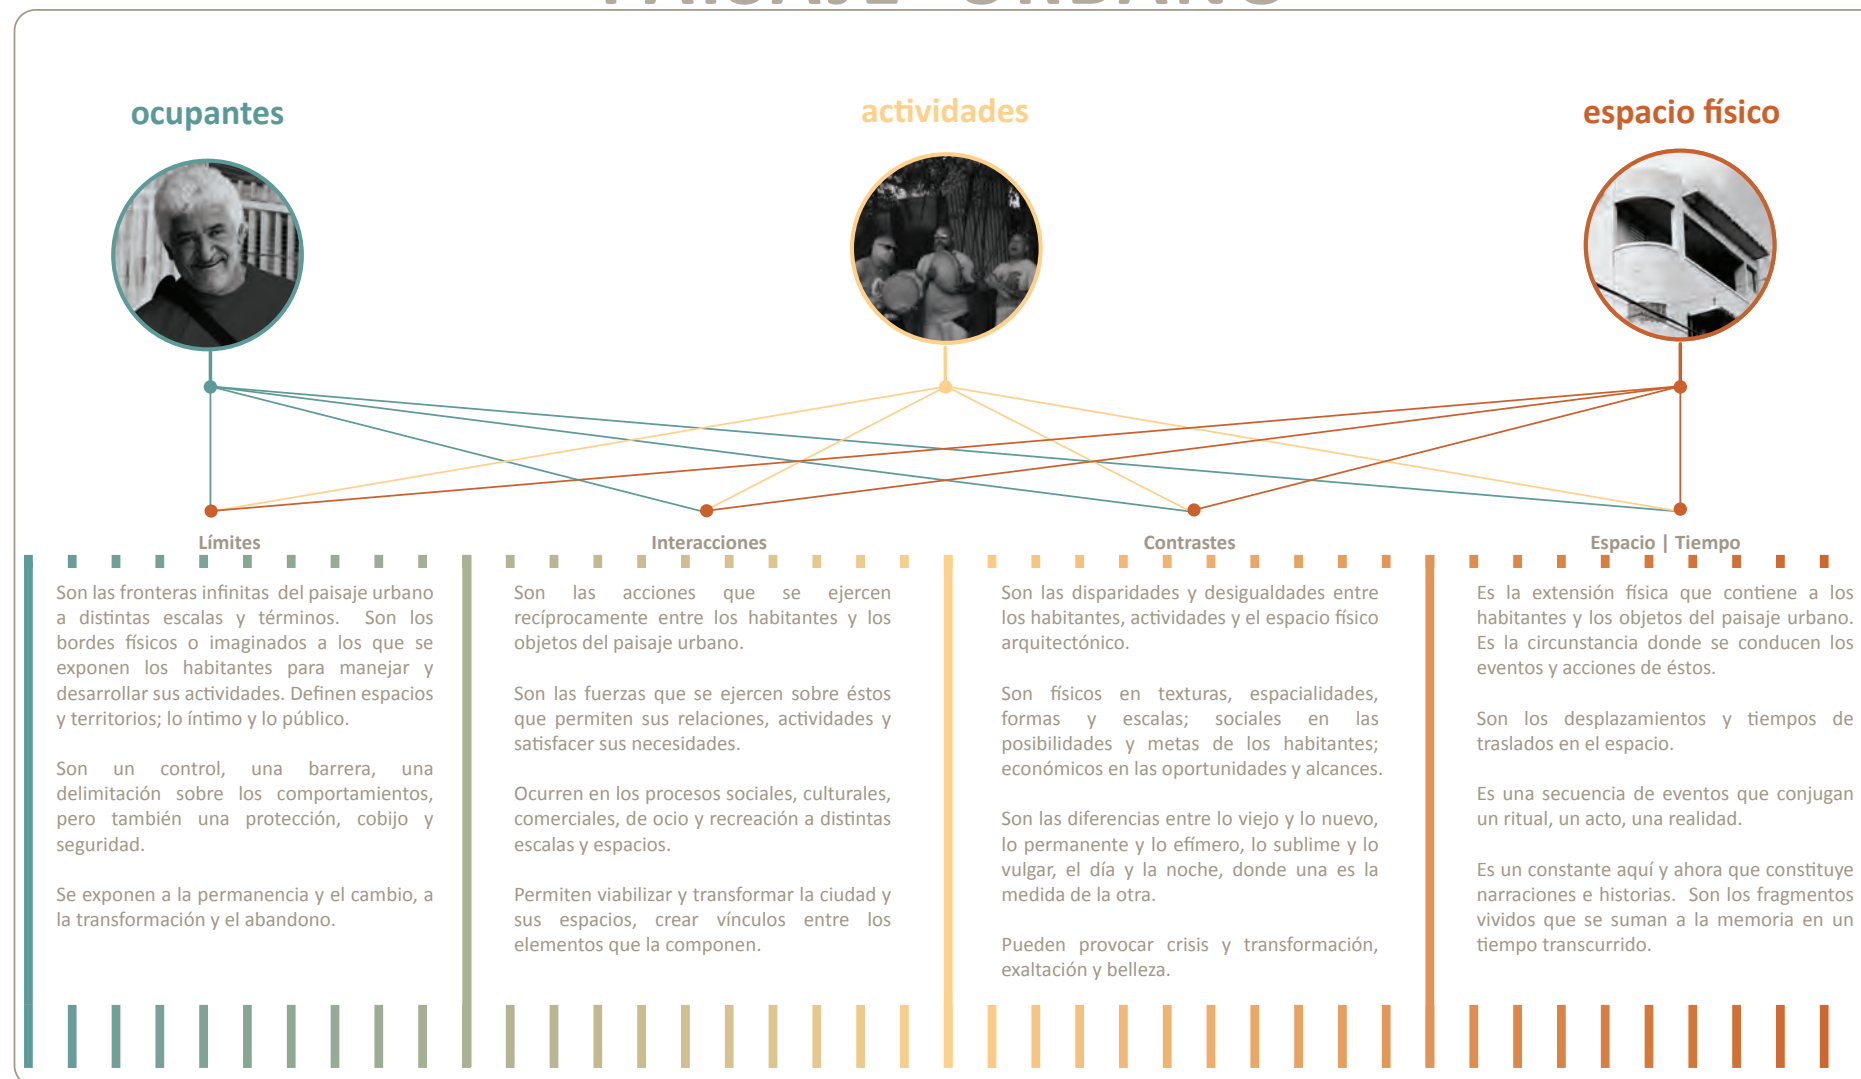 PAISAJE URBANO
ocupantes
actividades
espacio físico
Límites
Son las fronteras infinitas del paisaje urbano
a distintas escalas y términos. Son los
bordes físicos o imaginados a los que se
exponen los habitantes para manejar y
desarrollar sus actividades. Definen espacios
y territorios; lo íntimo y lo público.
Son un control, una barrera, una
delimitación sobre los comportamientos,
pero también una protección, cobijo y
seguridad.
Se exponen a la permanencia y el cambio, a
la transformación y el abandono.
Interacciones
Son las acciones que se ejercen
recíprocamente entre los habitantes y los
objetos del paisaje urbano.
Son las fuerzas que se ejercen sobre éstos
que permiten sus relaciones, actividades y
satisfacer sus necesidades.
Ocurren en los procesos sociales, culturales,
comerciales, de ocio y recreación a distintas
escalas y espacios.
Permiten viabilizar y transformar la ciudad y
sus espacios, crear vínculos entre los
elementos que la componen.
Contrastes
Son las disparidades y desigualdades entre
los habitantes, actividades y el espacio físico
arquitectónico.
Son físicos en texturas, espacialidades,
formas y escalas; sociales en las
posibilidades y metas de los habitantes;
económicos en las oportunidades y alcances.
Son las diferencias entre lo viejo y lo nuevo,
lo permanente y lo efímero, lo sublime y lo
vulgar, el día y la noche, donde una es la
medida de la otra.
Pueden provocar crisis y transformación,
exaltación y belleza.
Espacio | Tiempo
Es la extensión física que contiene a los
habitantes y los objetos del paisaje urbano.
Es la circunstancia donde se conducen los
eventos y acciones de éstos.
Son los desplazamientos y tiempos de
traslados en el espacio.
Es una secuencia de eventos que conjugan
un ritual, un acto, una realidad.
Es un constante aquí y ahora que constituye
narraciones e historias. Son los fragmentos
vividos que se suman a la memoria en un
tiempo transcurrido.